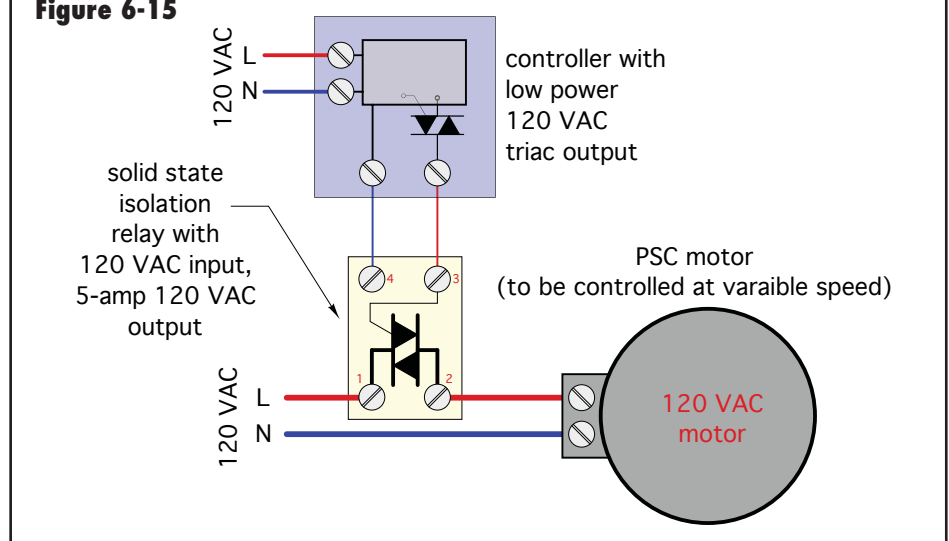 Figure 6-15
120 VAC
L
N
controller with
low power
120 VAC
triac output
solid state
isolation
relay with
120 VAC input,
5-amp 120 VAC
output
4
3
1
2
PSC motor
(to be controlled at varaible speed)
120 VAC
L
N
120 VAC
motor